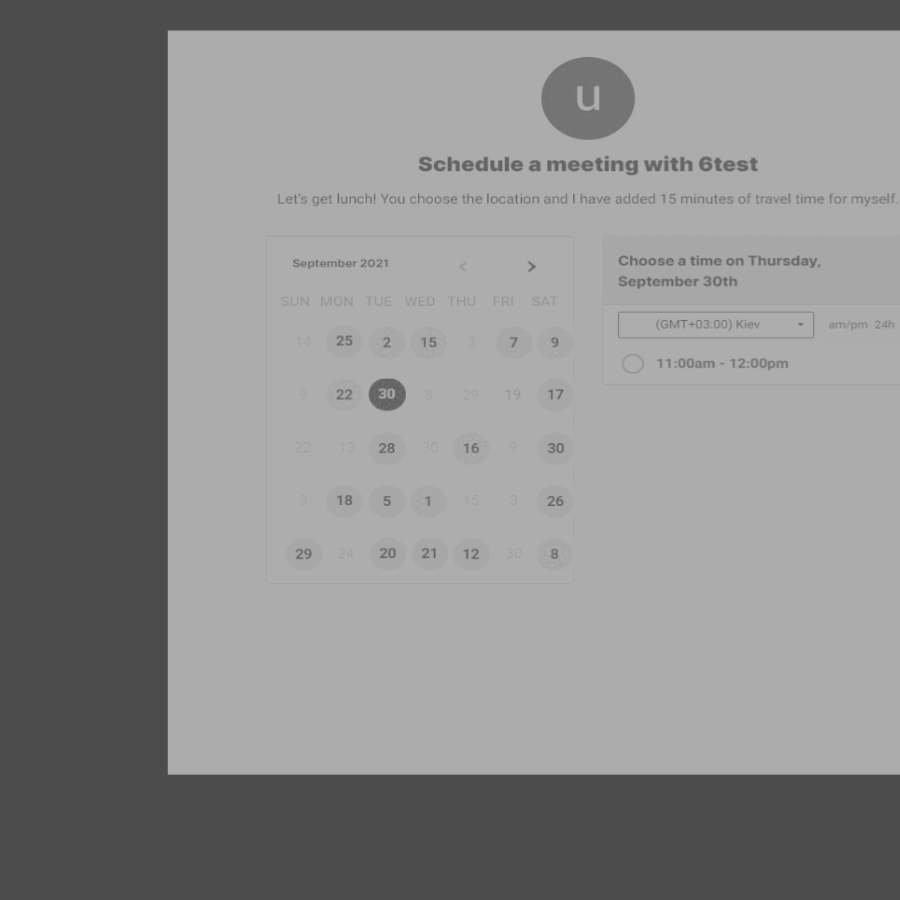 u
Schedule a meeting with 6test
Let's get lunch! You choose the location and I have added 15 minutes of travel time for myself.
September 2021
SUN MON TUE WED THU FRI SAT
14 25 2 15 3 7 9
9 22 30 8 29 19 17
22 13 28 30 16 9 30
3 18 5 1 15 3 26
29 24 20 21 12 30 8
Choose a time on Thursday,
September 30th
(GMT+03:00) Kiev
am/pm 24h
11:00am - 12:00pm